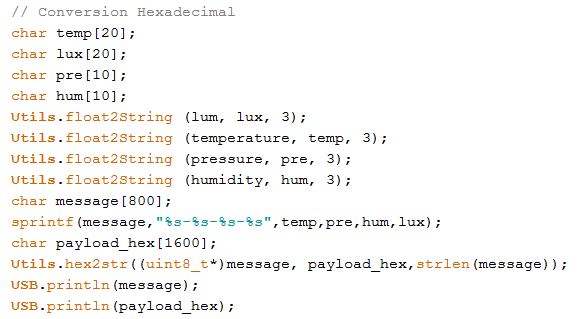 // Conversion Hexadecimal
char temp[20];
char lux[20];
char pre[10];
char hum[10];
Utils.float2String (lum, lux, 3);
Utils.float2String (temperature, temp, 3);
Utils.float2String (pressure, pre, 3);
Utils.float2String (humidity, hum, 3);
char message[800];
sprintf(message,"%s-%s-%s-%s",temp,pre,hum,lux);
char payload_hex[1600];
Utils.hex2str((uint8_t*)message, payload_hex,strlen(message));
USB.println(message);
USB.println(payload_hex);